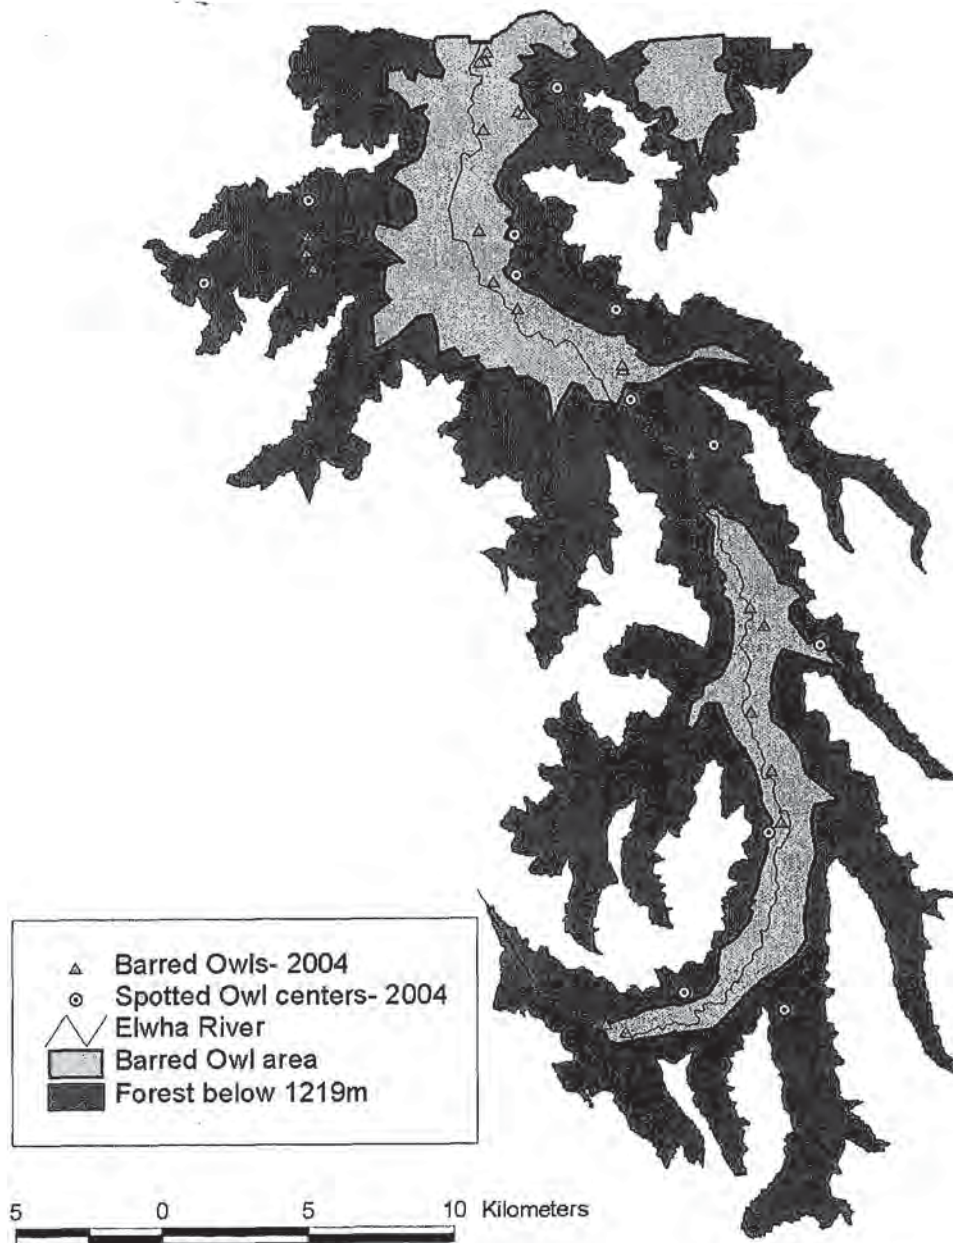 Barred Owls- 2004
Spotted Owl centers- 2004
Elwha River
Barred Owl area
Forest below 1219m
5 0 5 10 Kilometers